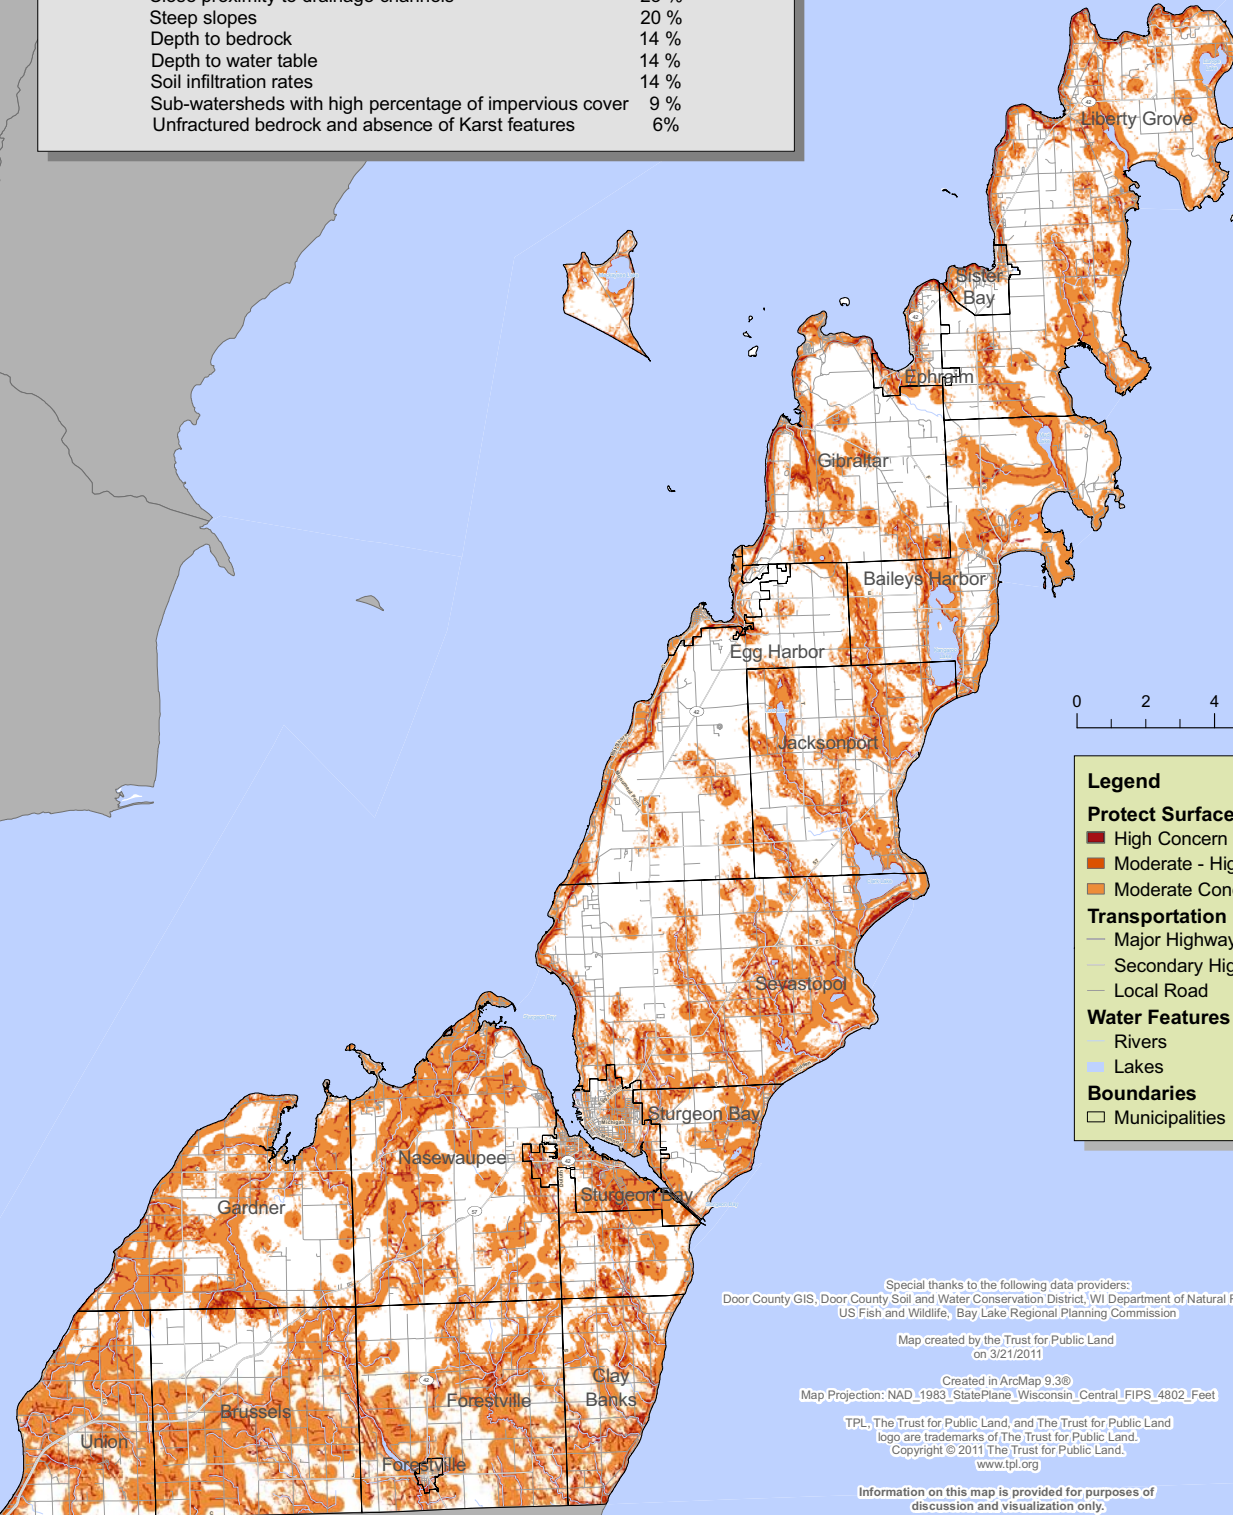 Steep slopes 20 %
Depth to bedrock 14 %
Depth to water table 14 %
Soil infiltration rates 14 %
Sub-watersheds with high percentage of impervious cover 9 %
Unfractured bedrock and absence of Karst features 6%
Liberty Grove
42
Sister
Bay
42
Ephraim
Gibraltar
Baileys Harbor
Egg Harbor
42
Jacksonport
57
Sevastopol
Sturgeon Bay
Nasewaupee
42
Sturgeon Bay
Gardner
57
42
Clay
Banks
Forestville
Brussels
Union
Forestville
0 2 4
Legend
Protect Surface
High Concern
Moderate - Hig
Moderate Con
Transportation
Major Highway
Secondary Hig
Local Road
Water Features
Rivers
Lakes
Boundaries
Municipalities
Special thanks to the following data providers:
Door County GIS, Door County Soil and Water Conservation District, WI Department of Natural R
US Fish and Wildlife, Bay Lake Regional Planning Commission
Map created by the Trust for Public Land
on 3/21/2011
Created in ArcMap 9.3®
Map Projection: NAD_1983_StatePlane_Wisconsin_Central_FIPS_4802_Feet
TPL, The Trust for Public Land, and The Trust for Public Land
logo are trademarks of The Trust for Public Land.
Copyright © 2011 The Trust for Public Land.
www.tpl.org
Information on this map is provided for purposes of
discussion and visualization only.